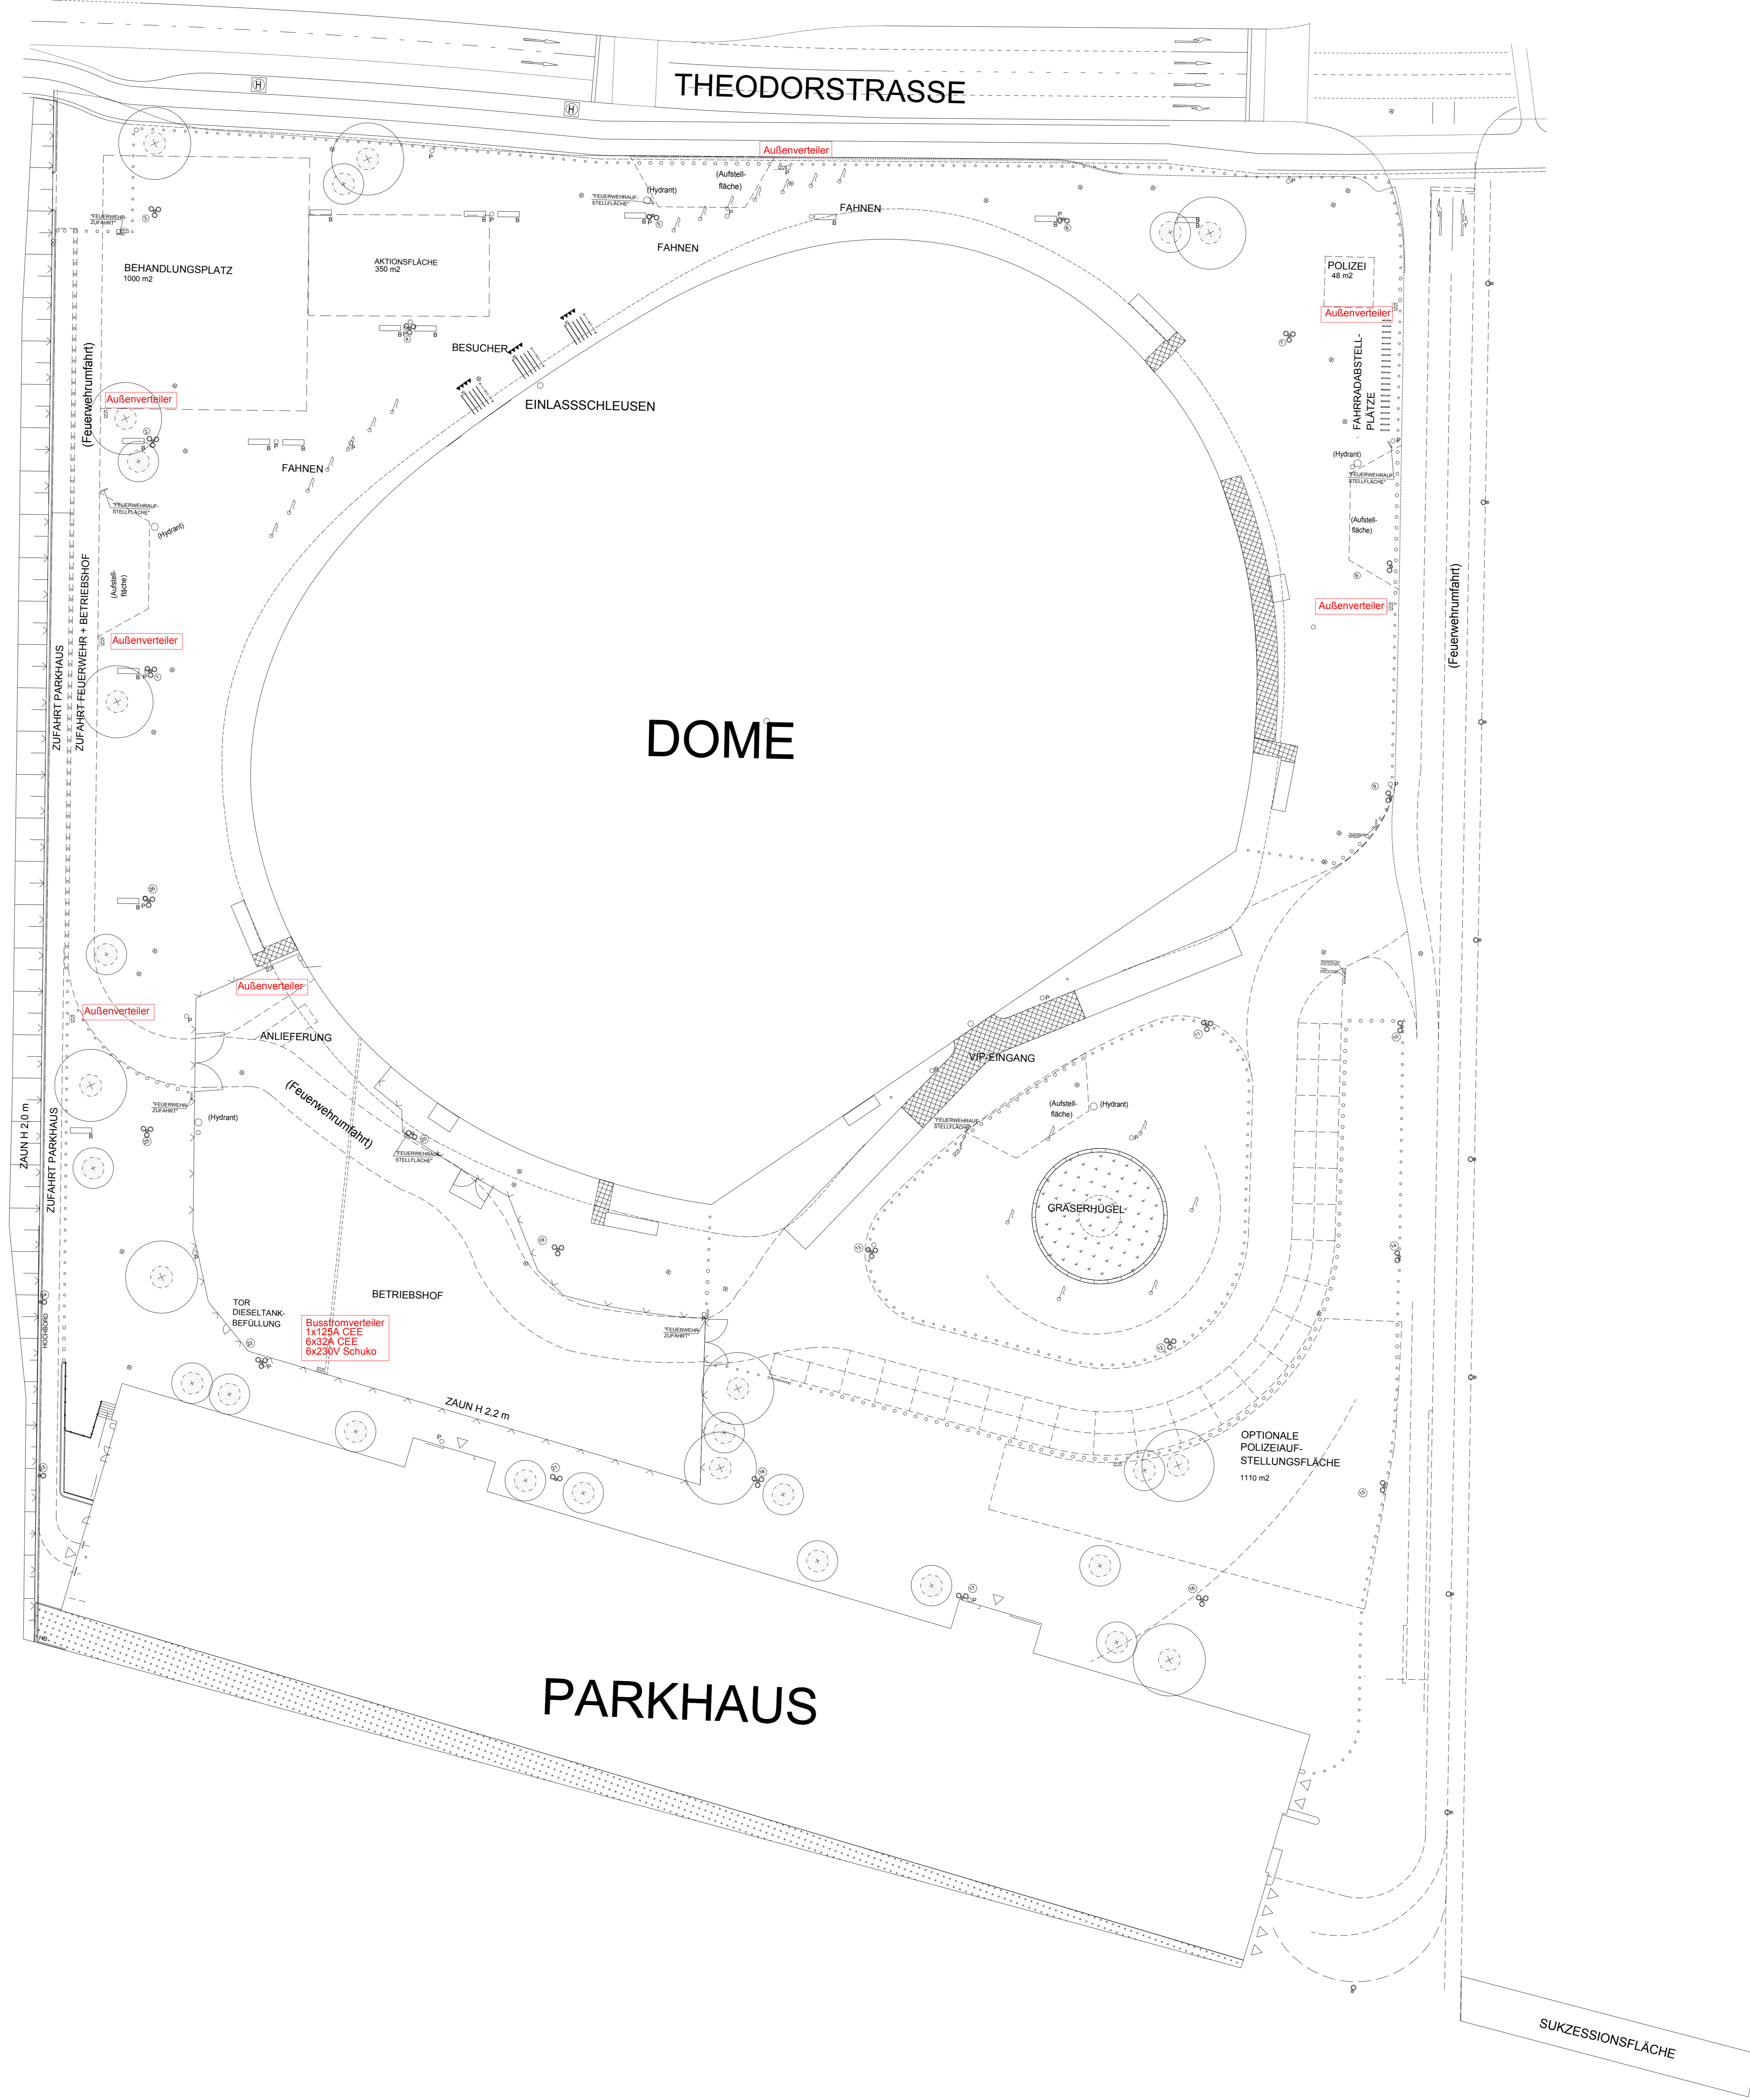 THEODORSTRASSE
H
H
Außenverteiler
P
(Hydrant)
(Aufstell-
fläche)
"FEUERWEHRAUF-
STELLFLÄCHE"
FAHNEN
FAHNEN
"FEUERWEHR-
ZUFAHRT"
BEHANDLUNGSPLATZ
1000 m2
AKTIONSFLÄCHE
350 m2
POLIZEI
48 m2
Außenverteiler
BESUCHER
EINLASSSCHLEUSEN
FAHRRADABSTELL-
PLÄTZE
(Feuerwehrumfahrt)
Außenverteiler
FAHNEN
(Hydrant)
"FEUERWEHRAUF-
STELLFLÄCHE"
(Aufstell-
fläche)
"FEUERWEHRAUF-
STELLFLÄCHE"
(Hydrant)
(Aufstell-
fläche)
Außenverteiler
Außenverteiler
(Feuerwehrumfahrt)
ZUFAHRT PARKHAUS
ZUFAHRT FEUERWEHR + BETRIEBSHOF
DOME
Außenverteiler
Außenverteiler
ANLIEFERUNG
VIP-EINGANG
(Feuerwehrumfahrt)
"FEUERWEHR-
ZUFAHRT"
(Hydrant)
(Aufstell-
fläche)
(Hydrant)
"FEUERWEHRAUF-
STELLFLÄCHE"
"FEUERWEHRAUF-
STELLFLÄCHE"
ZAUN H 2,0 m
ZUFAHRT PARKHAUS
GRÄSERHÜGEL
HOCHBORD
TOR
DIESELTANK-
BEFÜLLUNG
BETRIEBSHOF
Busstromverteiler
1x125A CEE
6x32A CEE
6x230V Schuko
"FEUERWEHR-
ZUFAHRT"
ZAUN H 2,2 m
OPTIONALE
POLIZEIAUF-
STELLUNGSFLÄCHE
1110 m2
PARKHAUS
SUKZESSIONSFLÄCHE